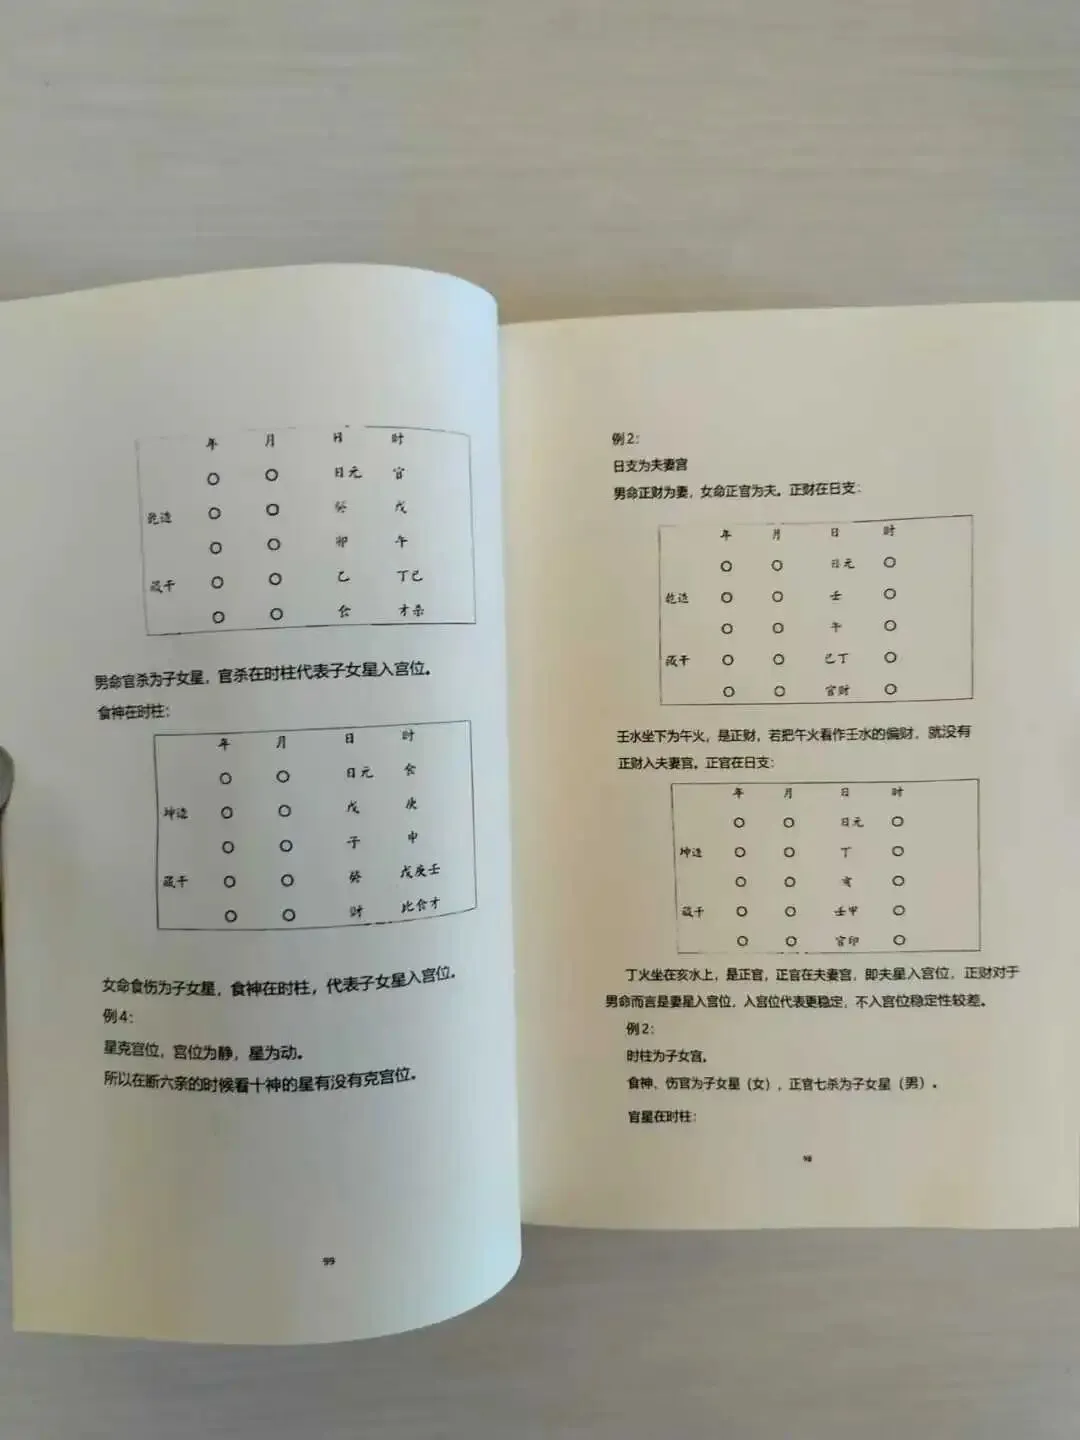 年 月 日 时
○ ○ 日元 官
乾造 ○ ○ 癸 戊
○ ○ 卯 午
藏干 ○ ○ 乙 丁己
○ ○ 食 才杀
男命官杀为子女星，官杀在时柱代表子女星入宫位。
食神在时柱：
年 月 日 时
○ ○ 日元 食
坤造 ○ ○ 戊 庚
○ ○ 子 申
藏干 ○ ○ 癸 戊庚壬
○ ○ 财 比食才
女命食伤为子女星，食神在时柱，代表子女星入宫位。
例4：
星克宫位，宫位为静，星为动。
所以在断六亲的时候看十神的星有没有克宫位。
99
例2：
日支为夫妻宫
男命正财为妻，女命正官为夫。正财在日支：
年 月 日 时
○ ○ 日元 ○
乾造 ○ ○ 壬 ○
○ ○ 午 ○
藏干 ○ ○ 己丁 ○
○ ○ 官财 ○
壬水坐下为午火，是正财，若把午火看作壬水的偏财，就没有
正财入夫妻宫。正官在日支：
年 月 日 时
○ ○ 日元 ○
坤造 ○ ○ 丁 ○
○ ○ 亥 ○
藏干 ○ ○ 壬甲 ○
○ ○ 官印 ○
丁火坐在亥水上，是正官，正官在夫妻宫，即夫星入宫位，正财对于
男命而言是妻星入宫位，入宫位代表更稳定，不入宫位稳定性较差。
例2：
时柱为子女宫。
食神、伤官为子女星（女），正官七杀为子女星（男）。
官星在时柱：
98